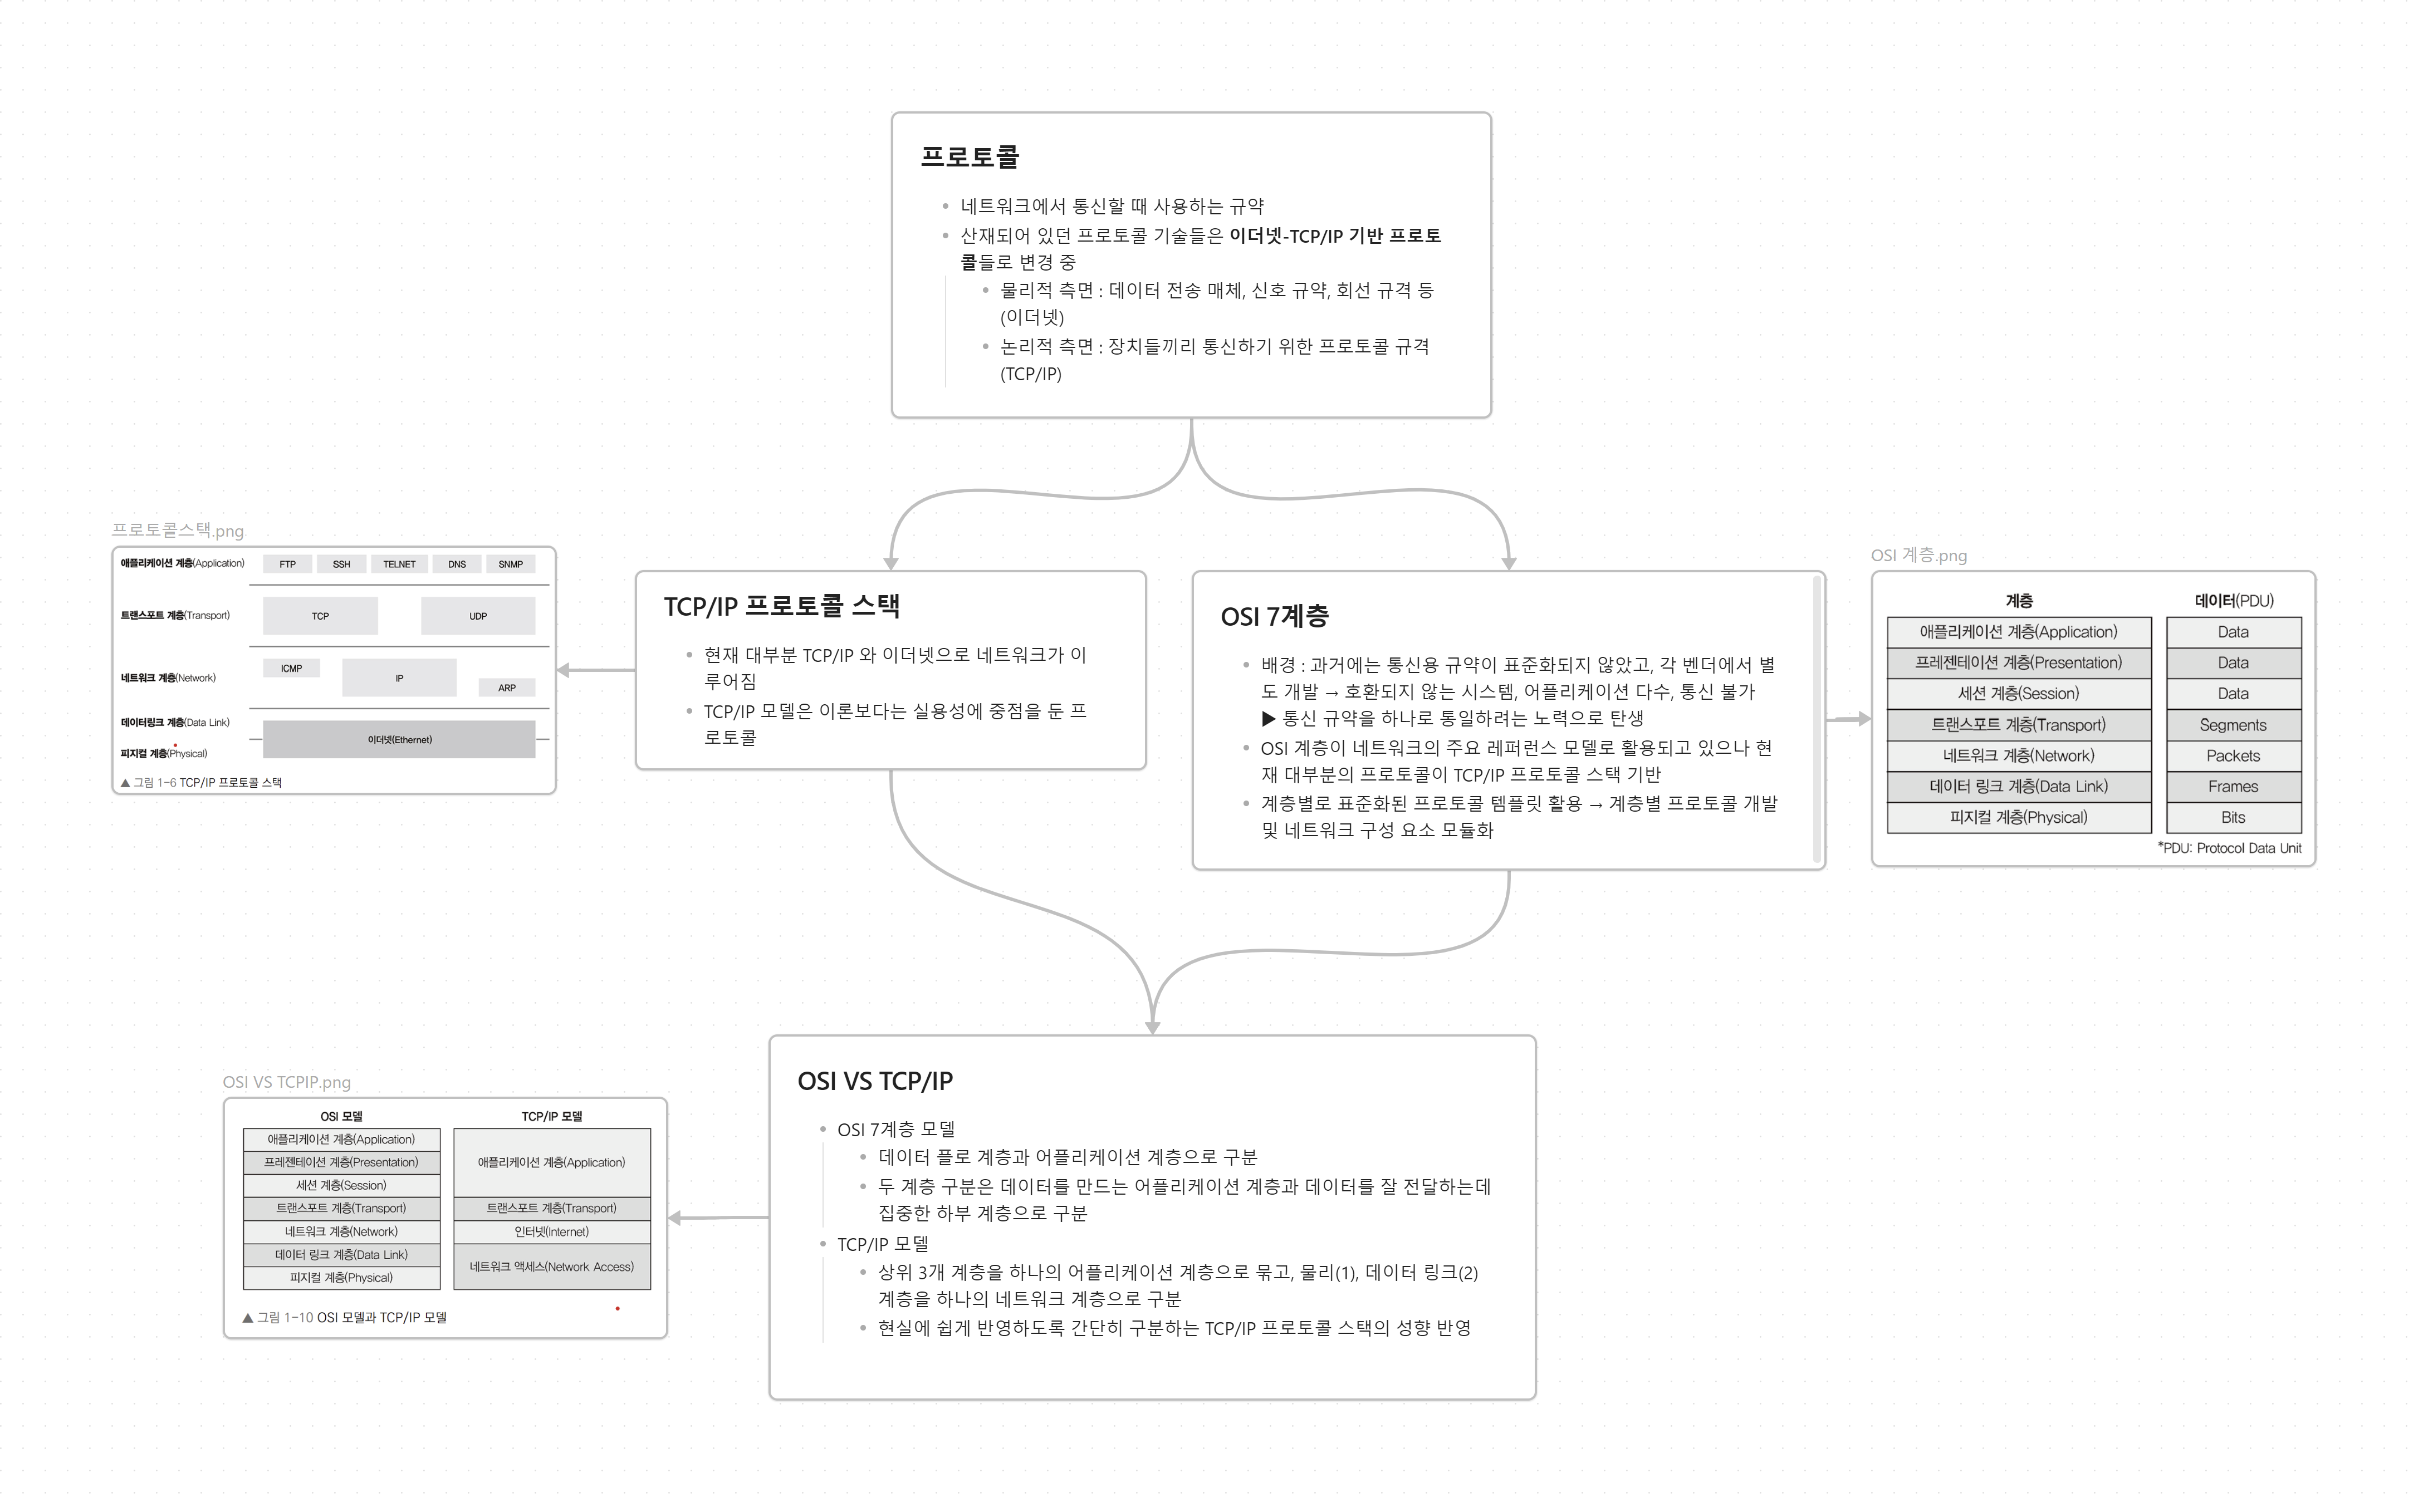 프로토콜
네트워크에서 통신할 때 사용하는 규약
산재되어 있던 프로토콜 기술들은 이더넷-TCP/IP 기반 프로토
콜들로 변경 중
물리적 측면 : 데이터 전송 매체, 신호 규약, 회선 규격 등
(이더넷)
논리적 측면 : 장치들끼리 통신하기 위한 프로토콜 규격
(TCP/IP)
프로토콜스택.png
애플리케이션 계층(Application) FTP SSH TELNET DNS SNMP
트랜스포트 계층(Transport) TCP UDP
네트워크 계층(Network) ICMP IP ARP
데이터링크 계층(Data Link)
이더넷(Ethernet)
피지컬 계층(Physical)
▲ 그림 1-6 TCP/IP 프로토콜 스택
TCP/IP 프로토콜 스택
현재 대부분 TCP/IP 와 이더넷으로 네트워크가 이
루어짐
TCP/IP 모델은 이론보다는 실용성에 중점을 둔 프
로토콜
OSI 7계층
배경 : 과거에는 통신용 규약이 표준화되지 않았고, 각 벤더에서 별
도 개발 → 호환되지 않는 시스템, 어플리케이션 다수, 통신 불가
▶ 통신 규약을 하나로 통일하려는 노력으로 탄생
OSI 계층이 네트워크의 주요 레퍼런스 모델로 활용되고 있으나 현
재 대부분의 프로토콜이 TCP/IP 프로토콜 스택 기반
계층별로 표준화된 프로토콜 템플릿 활용 → 계층별 프로토콜 개발
및 네트워크 구성 요소 모듈화
OSI 계층.png
계층 데이터(PDU)
애플리케이션 계층(Application) Data
프레젠테이션 계층(Presentation) Data
세션 계층(Session) Data
트랜스포트 계층(Transport) Segments
네트워크 계층(Network) Packets
데이터 링크 계층(Data Link) Frames
피지컬 계층(Physical) Bits
*PDU: Protocol Data Unit
OSI VS TCPIP.png
OSI 모델 TCP/IP 모델
애플리케이션 계층(Application)
프레젠테이션 계층(Presentation) 애플리케이션 계층(Application)
세션 계층(Session)
트랜스포트 계층(Transport) 트랜스포트 계층(Transport)
네트워크 계층(Network) 인터넷(Internet)
데이터 링크 계층(Data Link)
네트워크 액세스(Network Access)
피지컬 계층(Physical)
▲ 그림 1-10 OSI 모델과 TCP/IP 모델
OSI VS TCP/IP
OSI 7계층 모델
데이터 플로 계층과 어플리케이션 계층으로 구분
두 계층 구분은 데이터를 만드는 어플리케이션 계층과 데이터를 잘 전달하는데
집중한 하부 계층으로 구분
TCP/IP 모델
상위 3개 계층을 하나의 어플리케이션 계층으로 묶고, 물리(1), 데이터 링크(2)
계층을 하나의 네트워크 계층으로 구분
현실에 쉽게 반영하도록 간단히 구분하는 TCP/IP 프로토콜 스택의 성향 반영